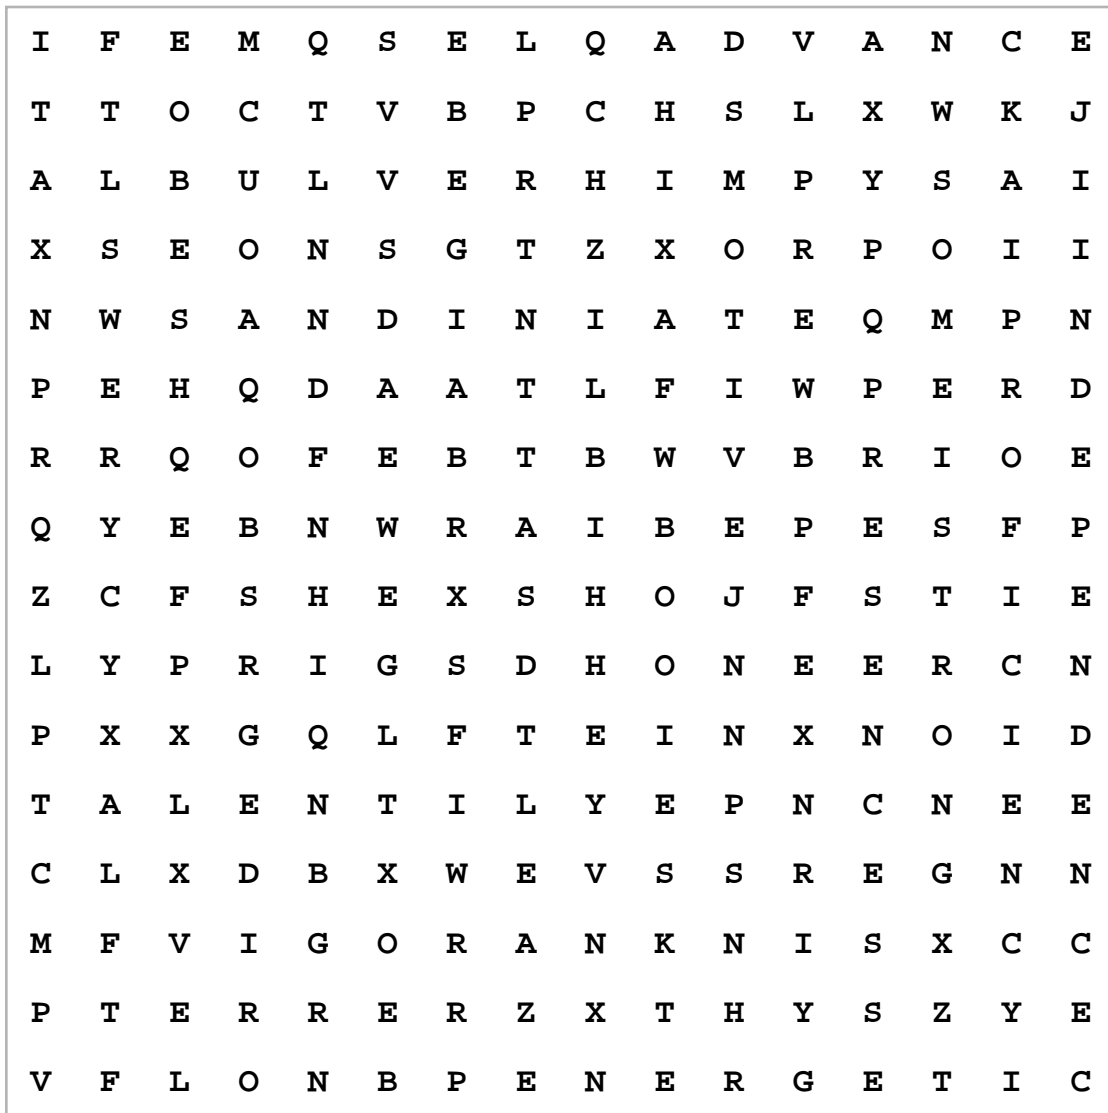 I F E M Q S E L Q A D V A N C E
T T O C T V B P C H S L X W K J
A L B U L V E R H I M P Y S A I
X S E O N S G T Z X O R P O I I
N W S A N D I N I A T E Q M P N
P E H Q D A A T L F I W P E R D
R R Q O F E B T B W V B R I O E
Q Y E B N W R A I B E P E S F P
Z C F S H E X S H O J F S T I E
L Y P R I G S D H O N E E R C N
P X X G Q L F T E I N X N O I D
T A L E N T I L Y E P N C N E E
C L X D B X W E V S S R E G N N
M F V I G O R A N K N I S X C C
P T E R R E R Z X T H Y S Z Y E
V F L O N B P E N E R G E T I C